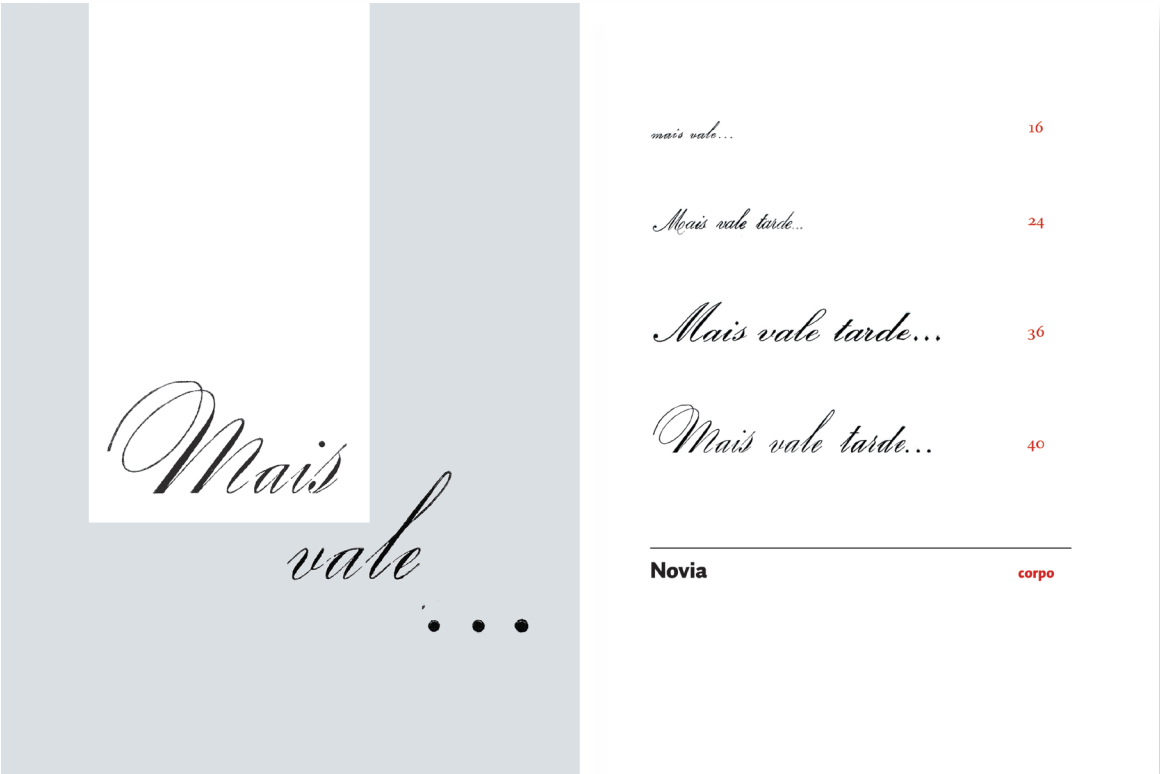 Mais
vale
...
mais vale... 16
Mais vale tarde... 24
Mais vale tarde... 36
Mais vale tarde... 40
Novia corpo